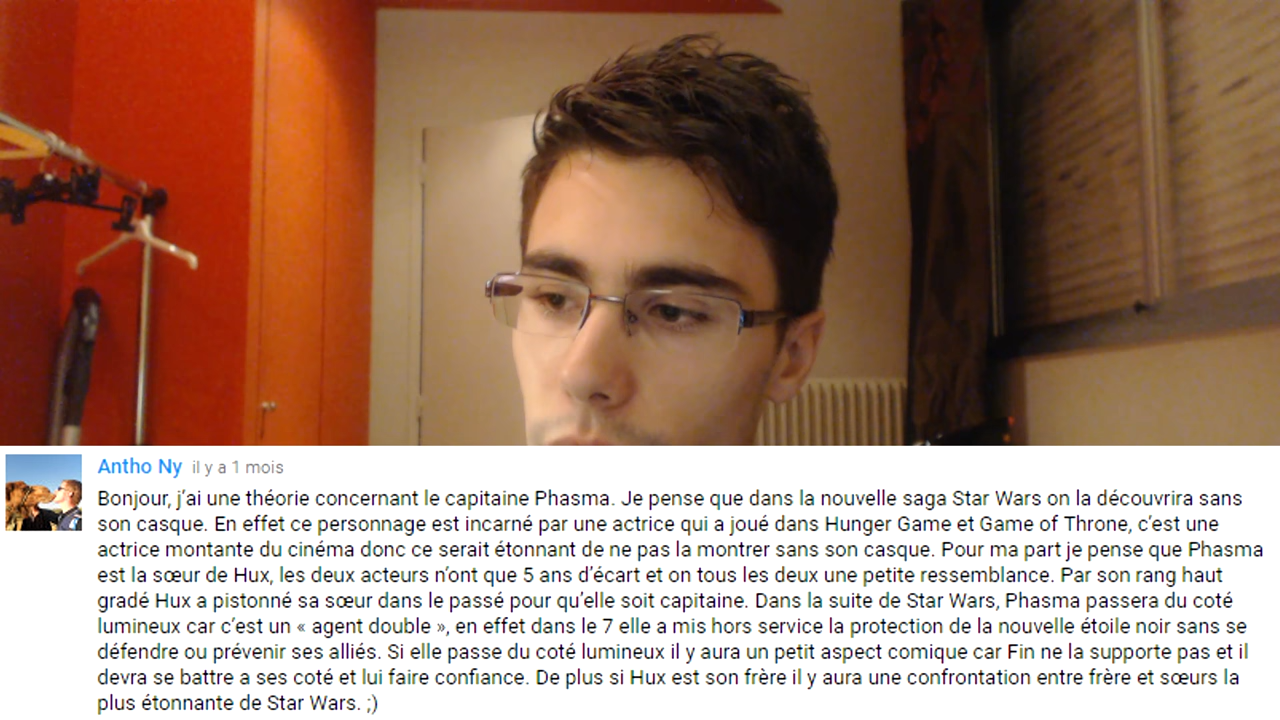 Antho Ny il y a 1 mois
Bonjour, j’ai une théorie concernant le capitaine Phasma. Je pense que dans la nouvelle saga Star Wars on la découvrira sans
son casque. En effet ce personnage est incarné par une actrice qui a joué dans Hunger Game et Game of Throne, c’est une
actrice montante du cinéma donc ce serait étonnant de ne pas la montrer sans son casque. Pour ma part je pense que Phasma
est la sœur de Hux, les deux acteurs n’ont que 5 ans d’écart et on tous les deux une petite ressemblance. Par son rang haut
gradé Hux a pistonné sa sœur dans le passé pour qu’elle soit capitaine. Dans la suite de Star Wars, Phasma passera du coté
lumineux car c’est un « agent double », en effet dans le 7 elle a mis hors service la protection de la nouvelle étoile noir sans se
défendre ou prévenir ses alliés. Si elle passe du coté lumineux il y aura un petit aspect comique car Fin ne la supporte pas et il
devra se battre a ses coté et lui faire confiance. De plus si Hux est son frère il y aura une confrontation entre frère et sœurs la
plus étonnante de Star Wars. ;)